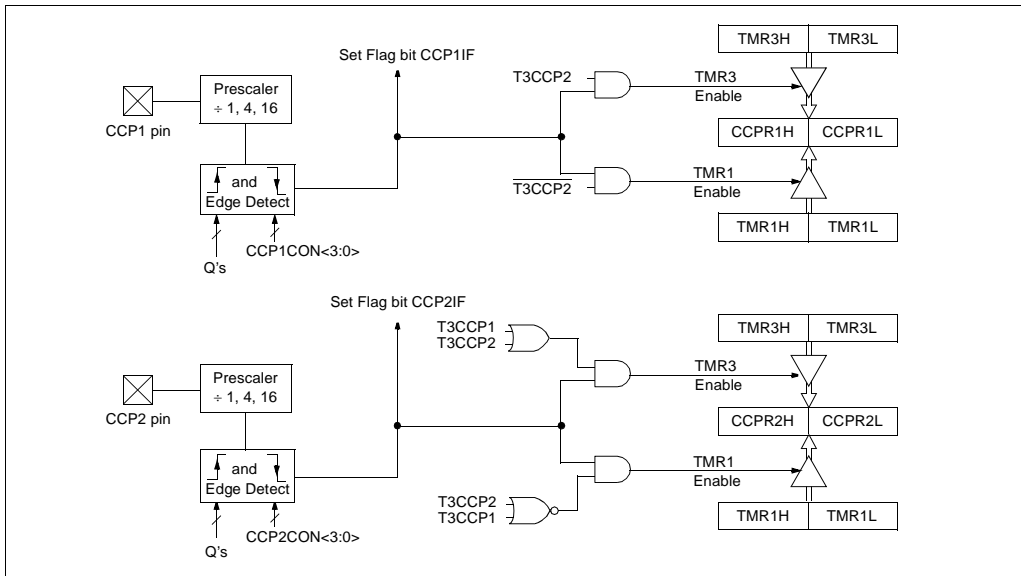 TMR3H TMR3L
Set Flag bit CCP1IF
T3CCP2
TMR3
Enable
Prescaler
÷ 1, 4, 16
CCP1 pin
CCPR1H CCPR1L
and
Edge Detect
T3CCP2
TMR1
Enable
CCP1CON<3:0>
Q's
TMR1H TMR1L
Set Flag bit CCP2IF
TMR3H TMR3L
T3CCP1
T3CCP2
TMR3
Enable
Prescaler
÷ 1, 4, 16
CCP2 pin
CCPR2H CCPR2L
and
Edge Detect
TMR1
Enable
T3CCP2
T3CCP1
CCP2CON<3:0>
Q's
TMR1H TMR1L